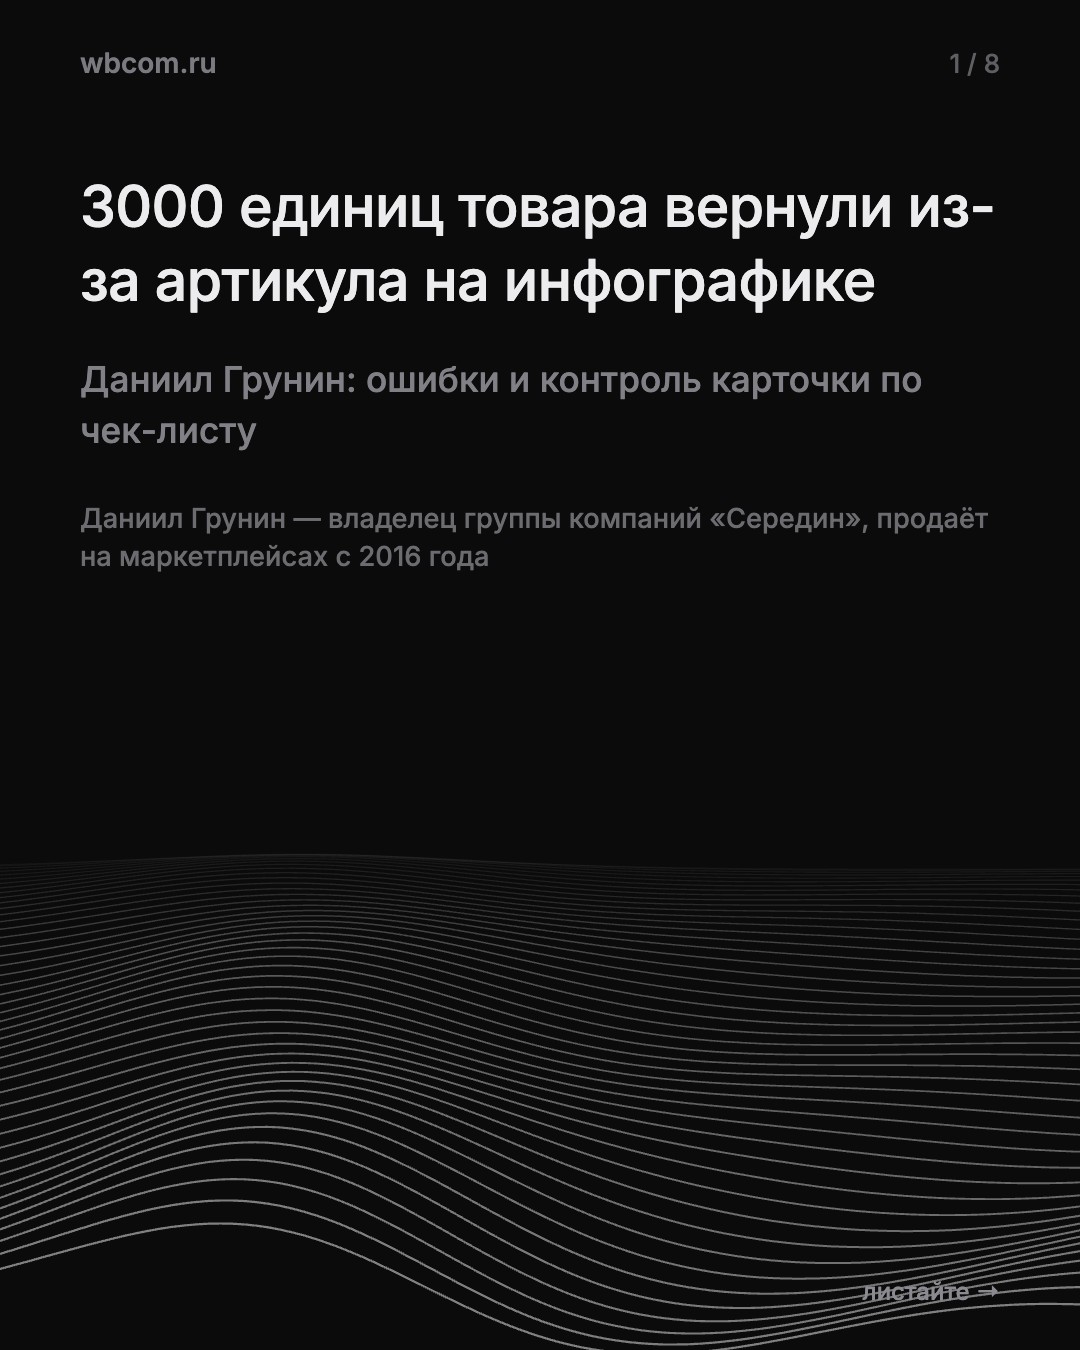 wbcom.ru
1 / 8
3000 единиц товара вернули из-
за артикула на инфографике
Даниил Грунин: ошибки и контроль карточки по
чек-листу
Даниил Грунин — владелец группы компаний «Середин», продаёт
на маркетплейсах с 2016 года
листайте →